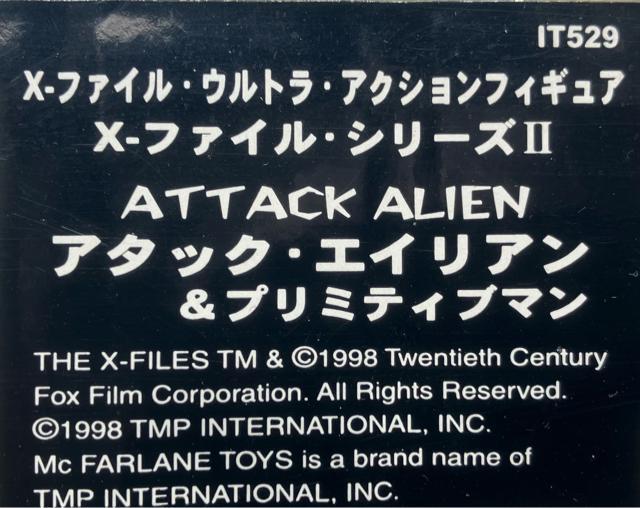 IT529
X-ファイル・ウルトラ・アクションフィギュア
X-ファイル・シリーズⅡ
ATTACK ALIEN
アタック・エイリアン
&プリミティブマン
THE X-FILES TM & ©1998 Twentieth Century
Fox Film Corporation. All Rights Reserved.
©1998 TMP INTERNATIONAL, INC.
Mc FARLANE TOYS is a brand name of
TMP INTERNATIONAL, INC.